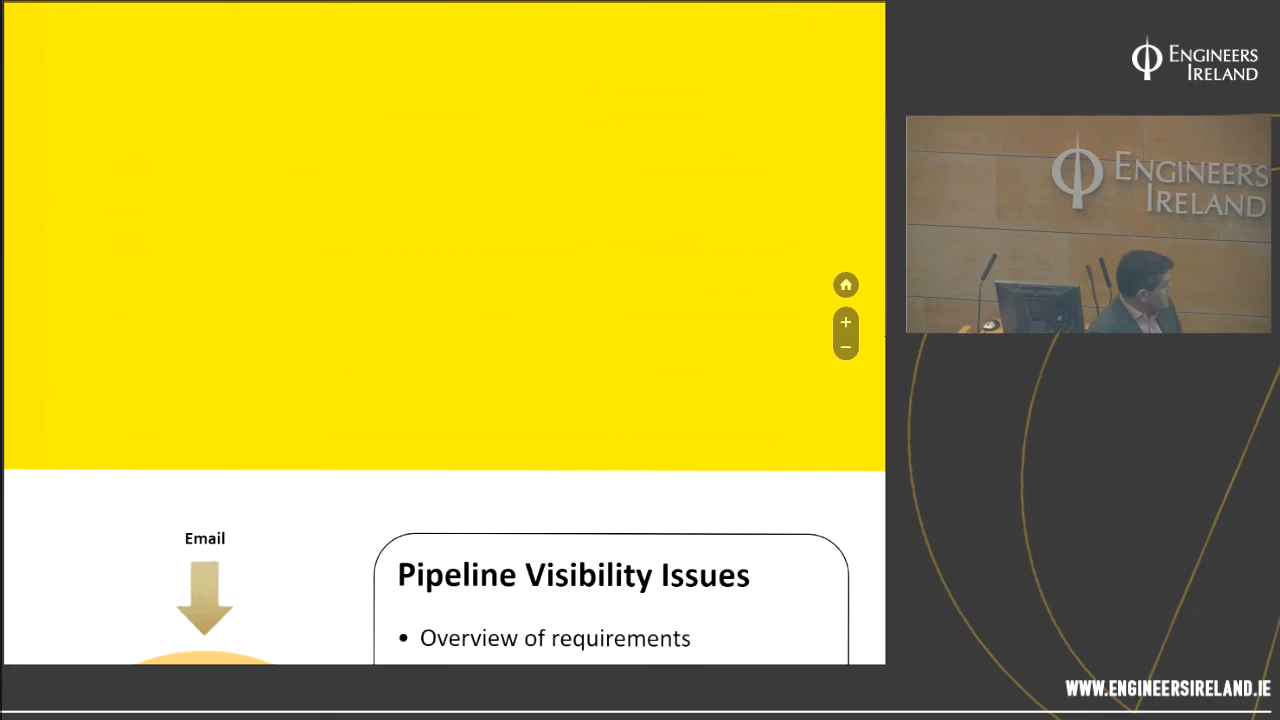 Email
Pipeline Visibility Issues
• Overview of requirements
ENGINEERS
IRELAND
ENGINEERS
IRELAND
WWW.ENGINEERSIRELAND.IE